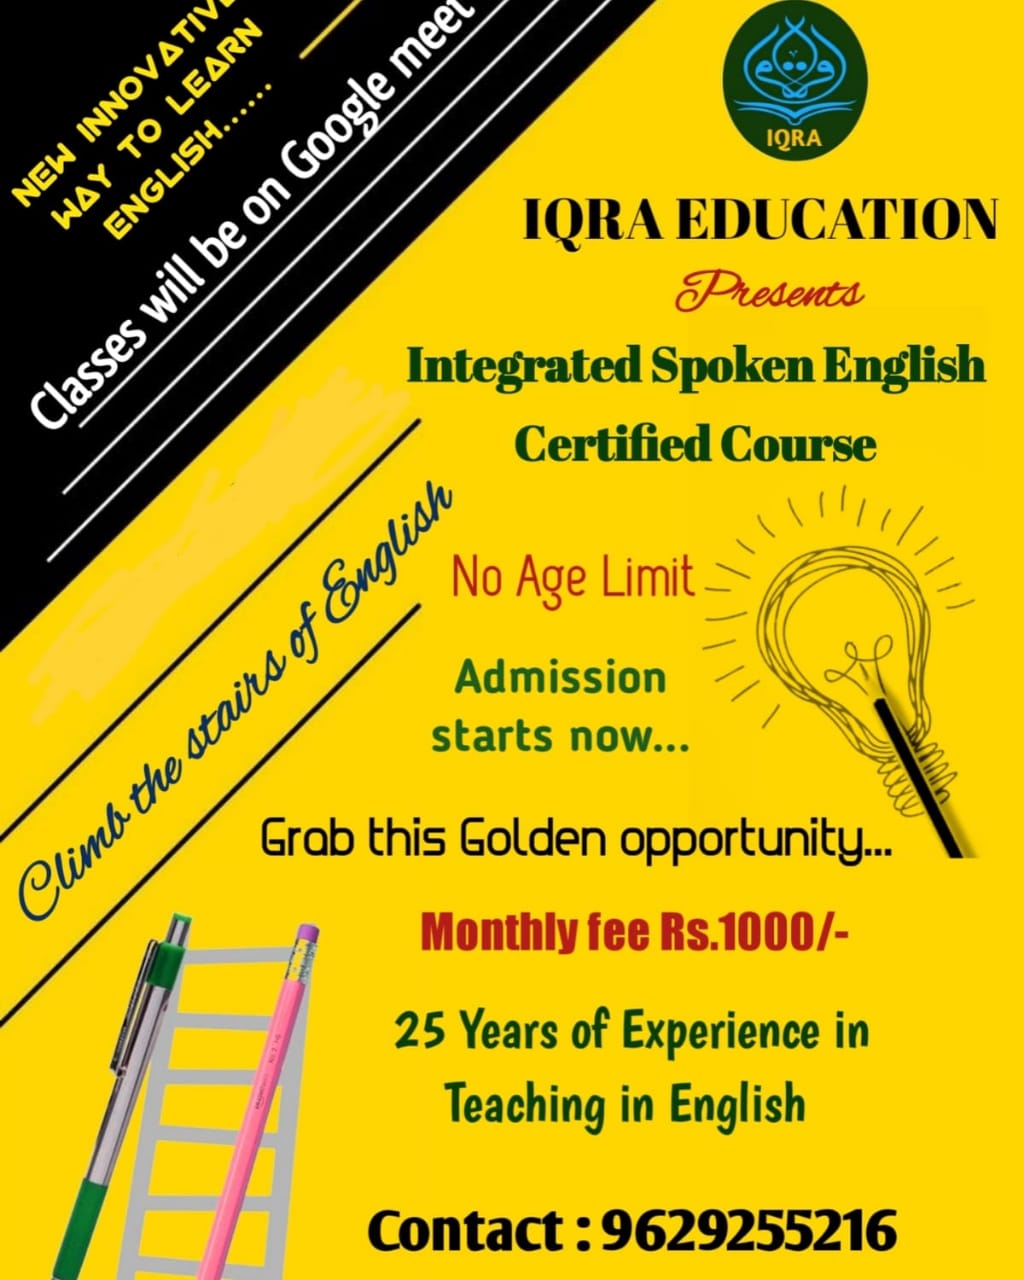 NEW INNOVATIVE
WAY TO LEARN
ENGLISH......
Classes will be on Google meet
IQRA
IQRA EDUCATION
Presents
Integrated Spoken English
Certified Course
Climb the stairs of English
No Age Limit
Admission
starts now...
Grab this Golden opportunity...
Monthly fee Rs.1000/-
25 Years of Experience in
Teaching in English
Contact : 9629255216